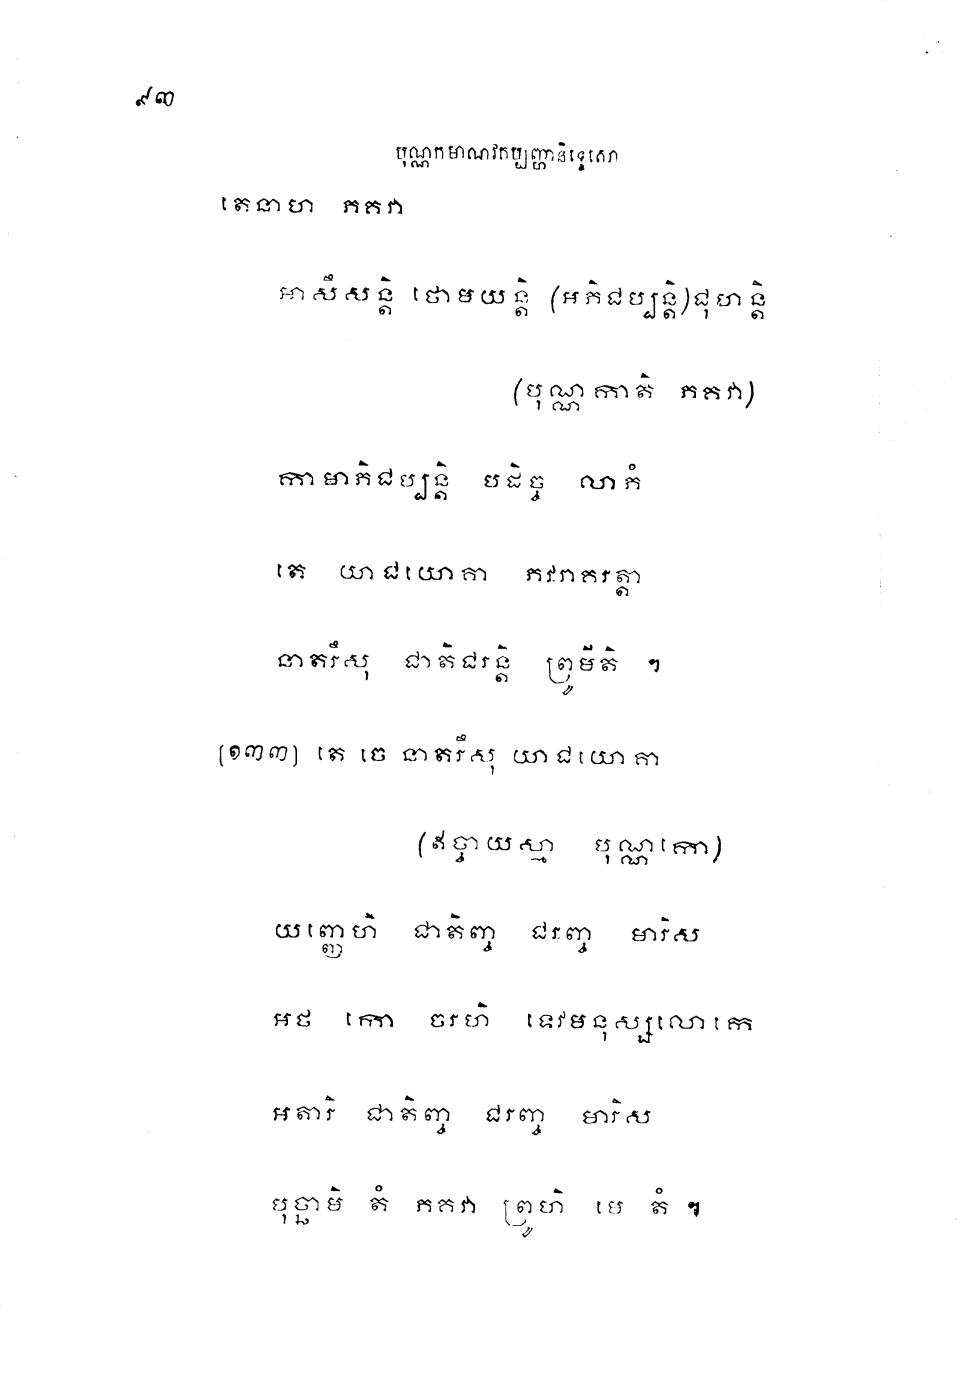 ៩៣
បុណ្ណកមាណវកប្បញ្ហានិទ្ទេសោ
តេនាហ ភគវា
អាសឹសន្តិ ថោមយន្តិ (អភិជប្បន្តិ)ជុហន្តិ
(បុណ្ណកាតិ ភគវា)
កាមាភិជប្បន្តិ បដិច្ច លាភំ
តេ យាជយោគា ភវរាគរត្តា
នាតរឹសុ ជាតិជរន្តិ ព្រូមីតិ ។
[១៣៣] តេ ចេ នាតរឹសុ យាជយោគា
(ឥច្ចាយស្មា បុណ្ណកោ)
យញ្ញេហិ ជាតិញ្ច ជរញ្ច មារិស
អថ កោ ចរហិ ទេវមនុស្សលោកេ
អតារិ ជាតិញ្ច ជរញ្ច មារិស
បុច្ឆាមិ តំ ភគវា ព្រូហិ មេ តំ ។